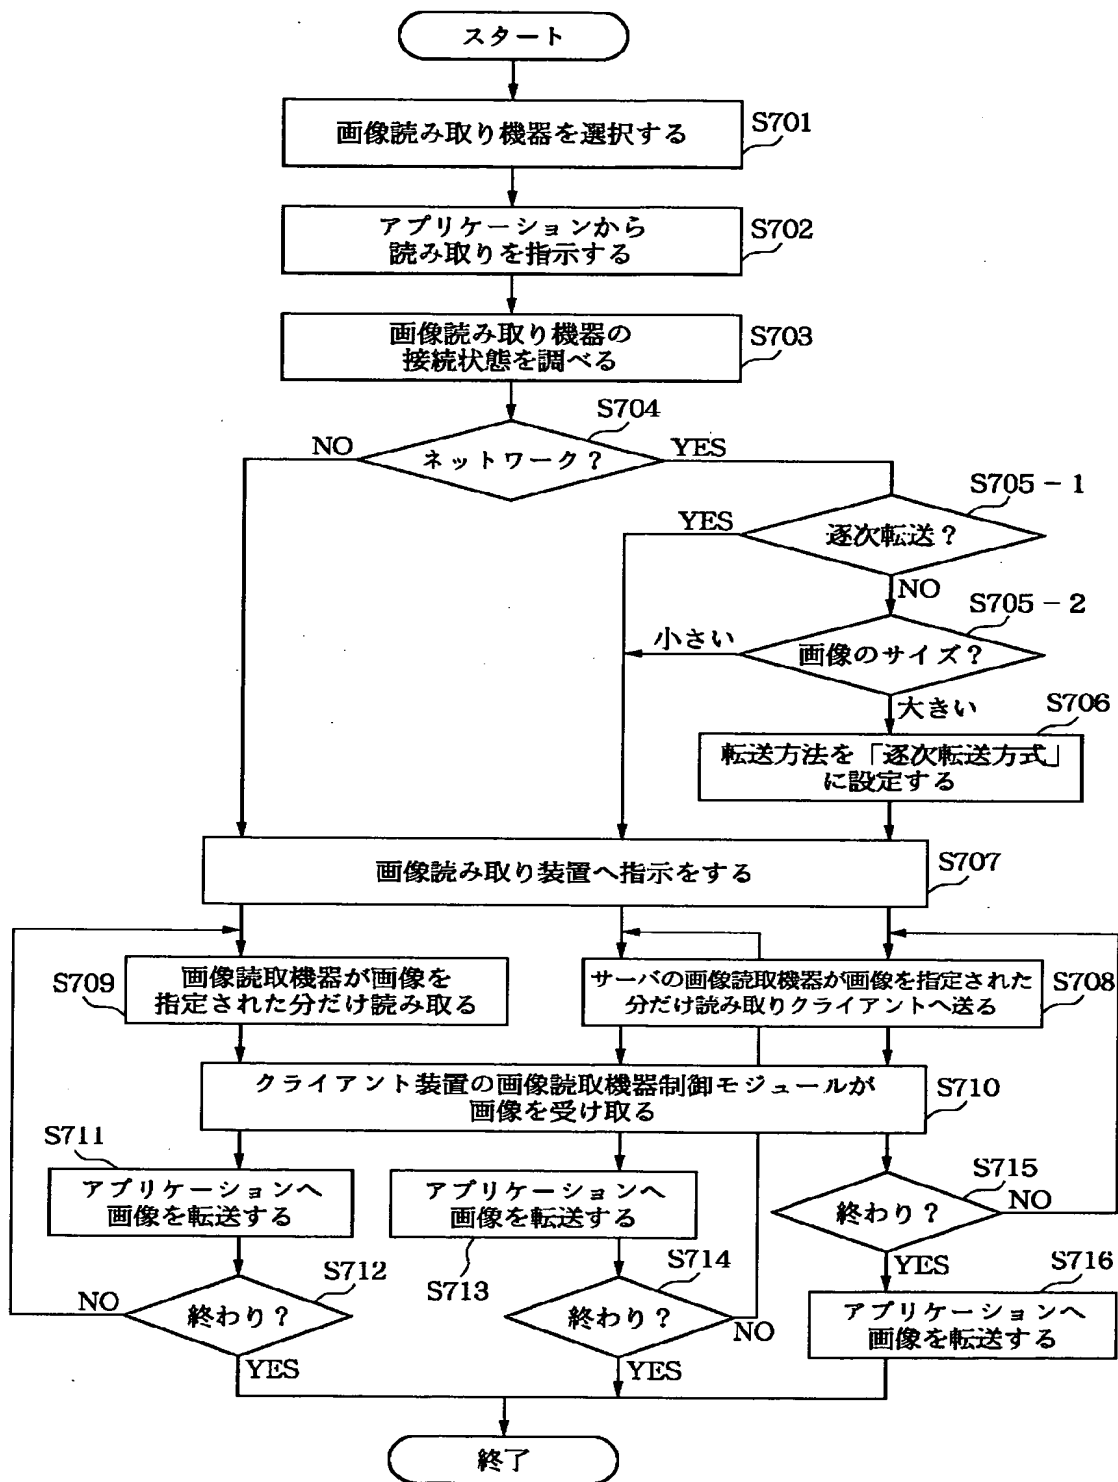 スタート
画像読み取り機器を選択する
S701
アプリケーションから
読み取りを指示する
S702
画像読み取り機器の
接続状態を調べる
S703
S704
NO
ネットワーク？
YES
S705－1
YES
逐次転送？
NO
S705－2
小さい
画像のサイズ？
大きい
S706
転送方法を「逐次転送方式」
に設定する
画像読み取り装置へ指示をする
S707
S709
画像読取機器が画像を
指定された分だけ読み取る
サーバの画像読取機器が画像を指定された
分だけ読み取りクライアントへ送る
S708
クライアント装置の画像読取機器制御モジュールが
画像を受け取る
S710
S711
アプリケーションへ
画像を転送する
アプリケーションへ
画像を転送する
S713
S715
終わり？
NO
YES
S712
NO
終わり？
YES
S714
終わり？
NO
YES
S716
アプリケーションへ
画像を転送する
終了